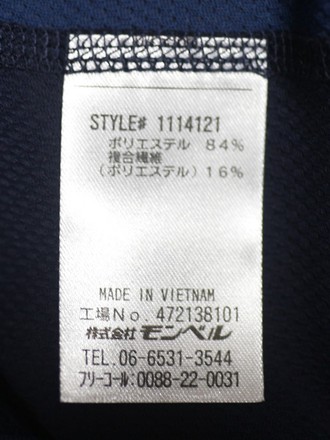 STYLE# 1114121
ポリエステル 84%
複合繊維
(ポリエステル) 16%
MADE IN VIETNAM
工場No. 472138101
株式会社モンベル
TEL. 06-6531-3544
フリーコール: 0088-22-0031